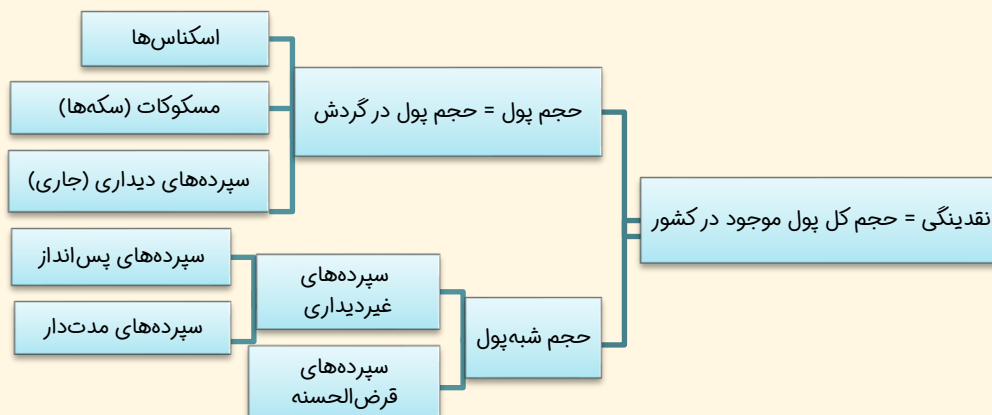 نقدینگی = حجم کل پول موجود در کشور
حجم پول = حجم پول در گردش
اسکناس‌ها
مسکوکات (سکه‌ها)
سپرده‌های دیداری (جاری)
حجم شبه‌پول
سپرده‌های
غیردیداری
سپرده‌های پس‌انداز
سپرده‌های مدت‌دار
سپرده‌های
قرض‌الحسنه